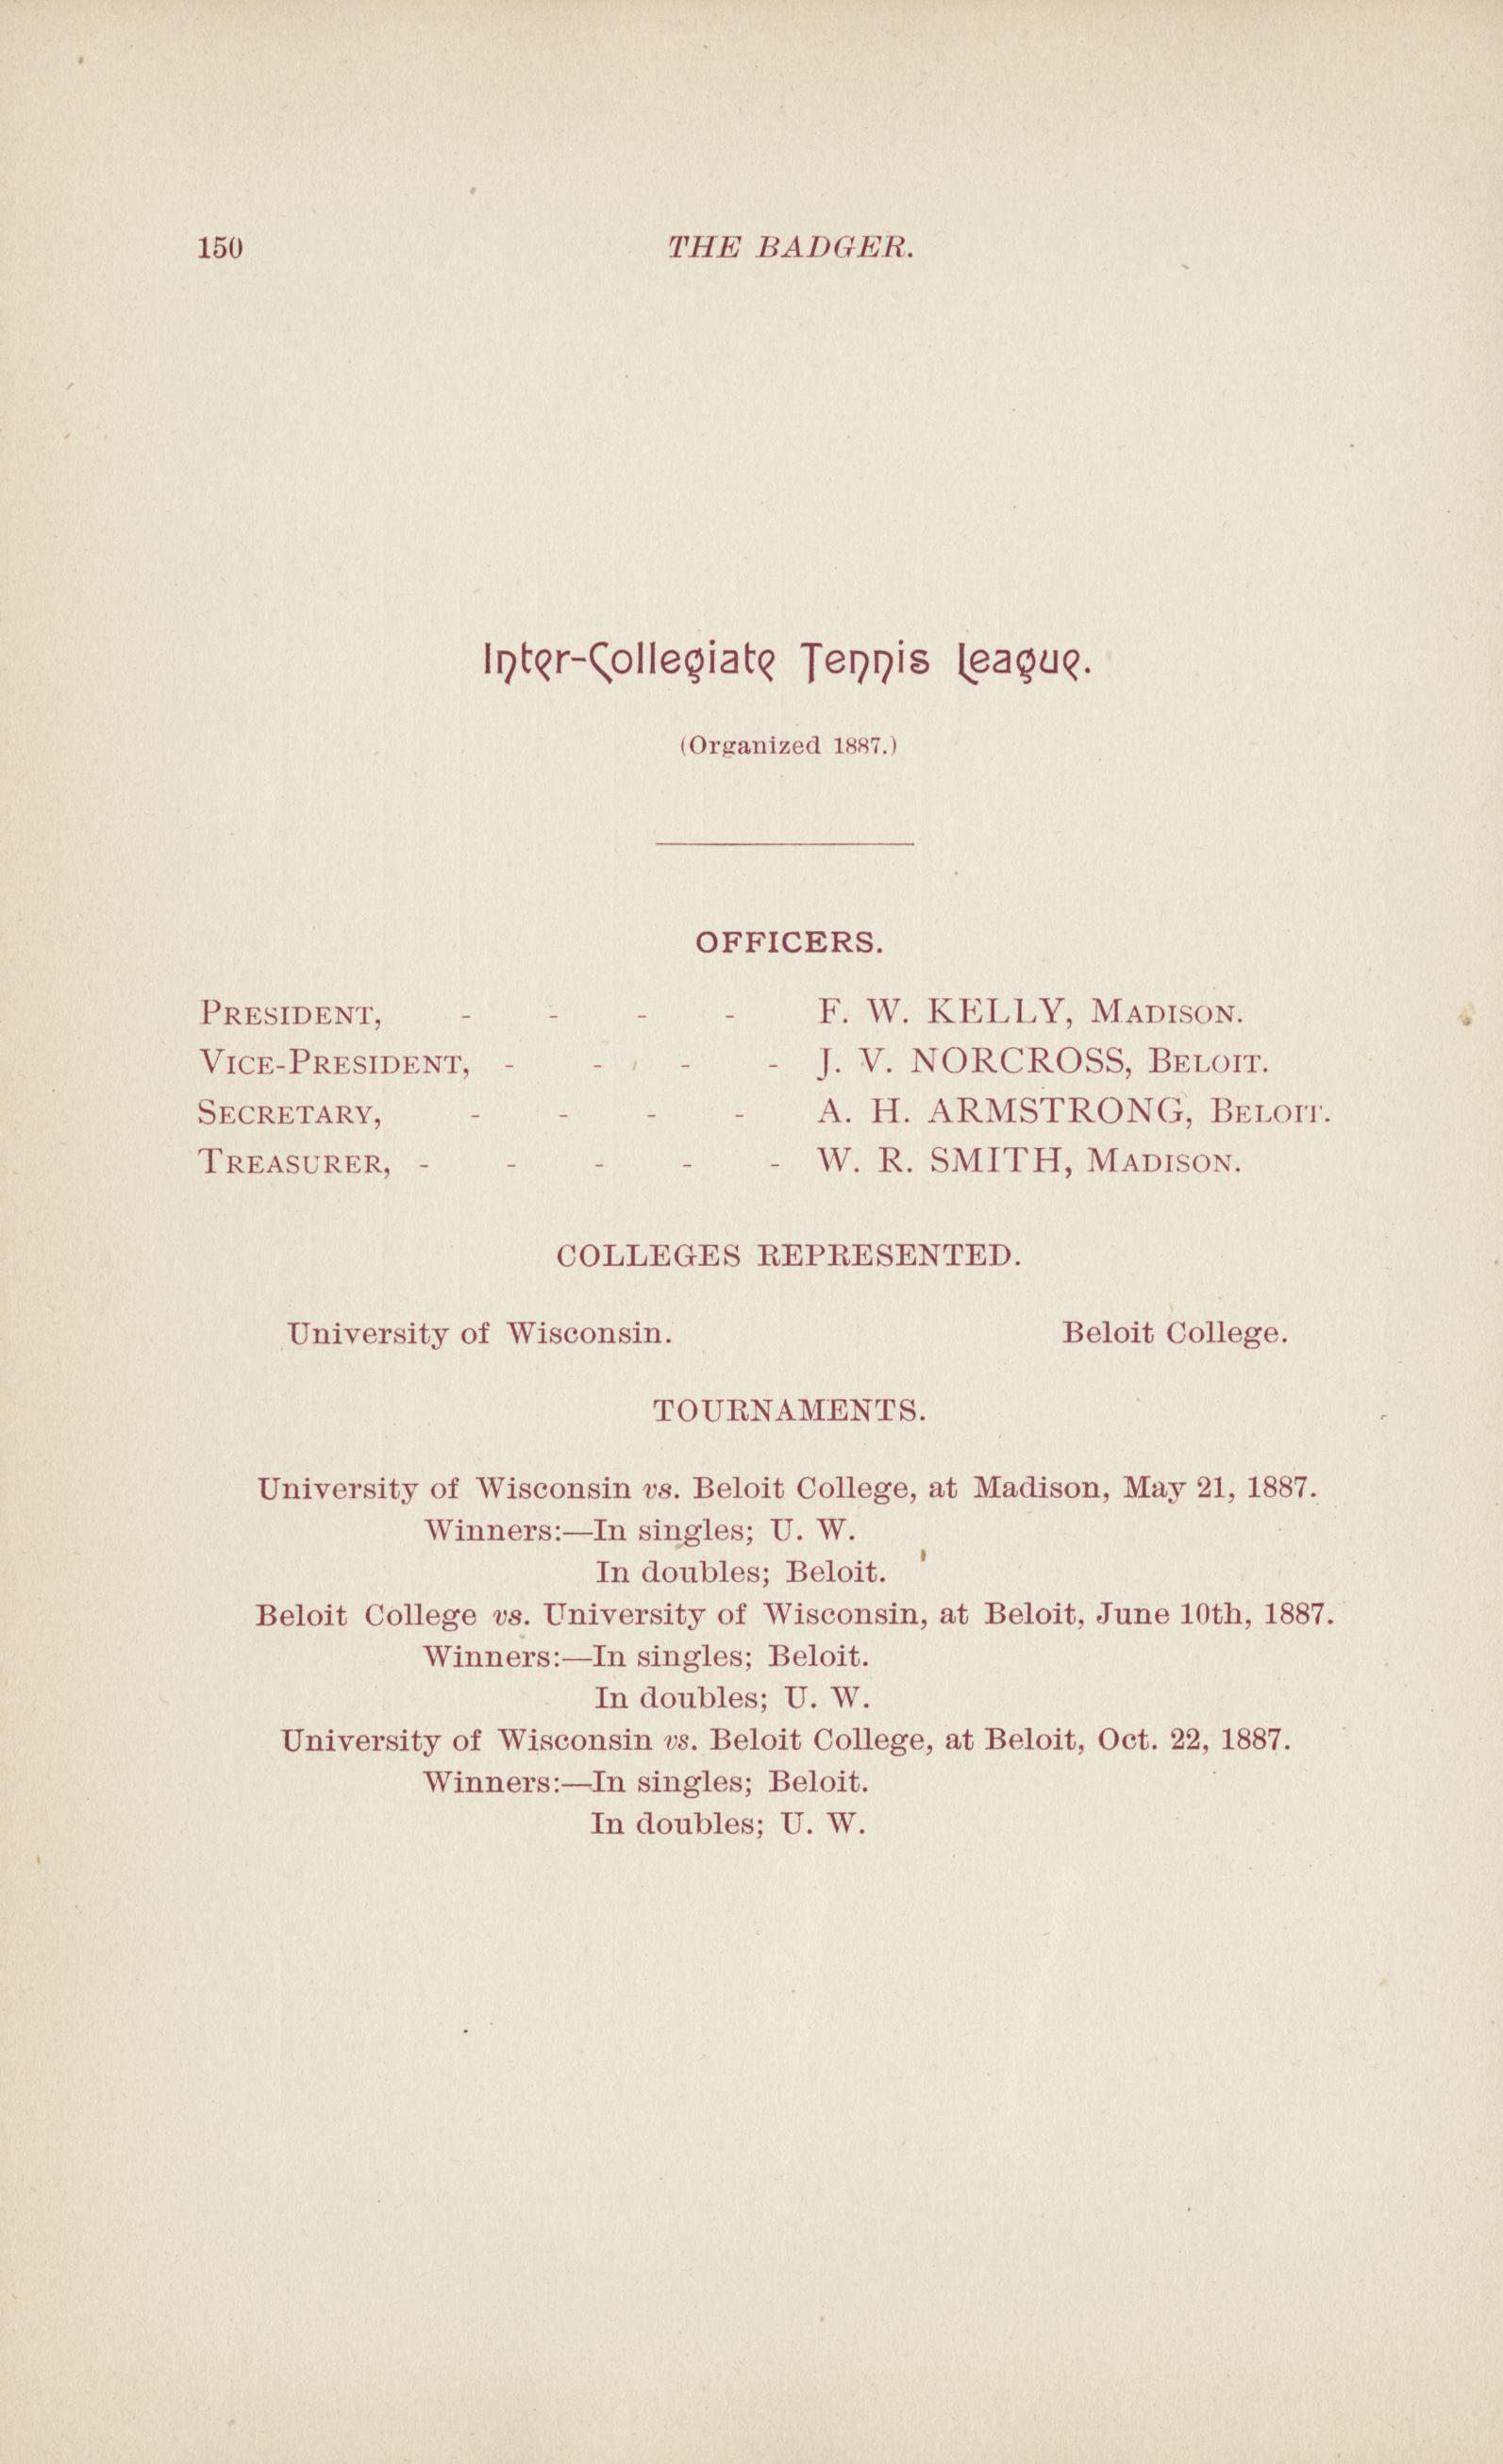 150 THE BADGER.
Inter-Collegiate Tennis League.
(Organized 1887.)
OFFICERS.
PRESIDENT, - - - - F. W. KELLY, MADISON.
VICE-PRESIDENT, - - - - J. V. NORCROSS, BELOIT.
SECRETARY, - - - - A. H. ARMSTRONG, BELOIT.
TREASURER, - - - - - W. R. SMITH, MADISON.
COLLEGES REPRESENTED.
University of Wisconsin. Beloit College.
TOURNAMENTS.
University of Wisconsin vs. Beloit College, at Madison, May 21, 1887.
Winners:—In singles; U. W.
In doubles; Beloit.
Beloit College vs. University of Wisconsin, at Beloit, June 10th, 1887.
Winners:—In singles; Beloit.
In doubles; U. W.
University of Wisconsin vs. Beloit College, at Beloit, Oct. 22, 1887.
Winners:—In singles; Beloit.
In doubles; U. W.